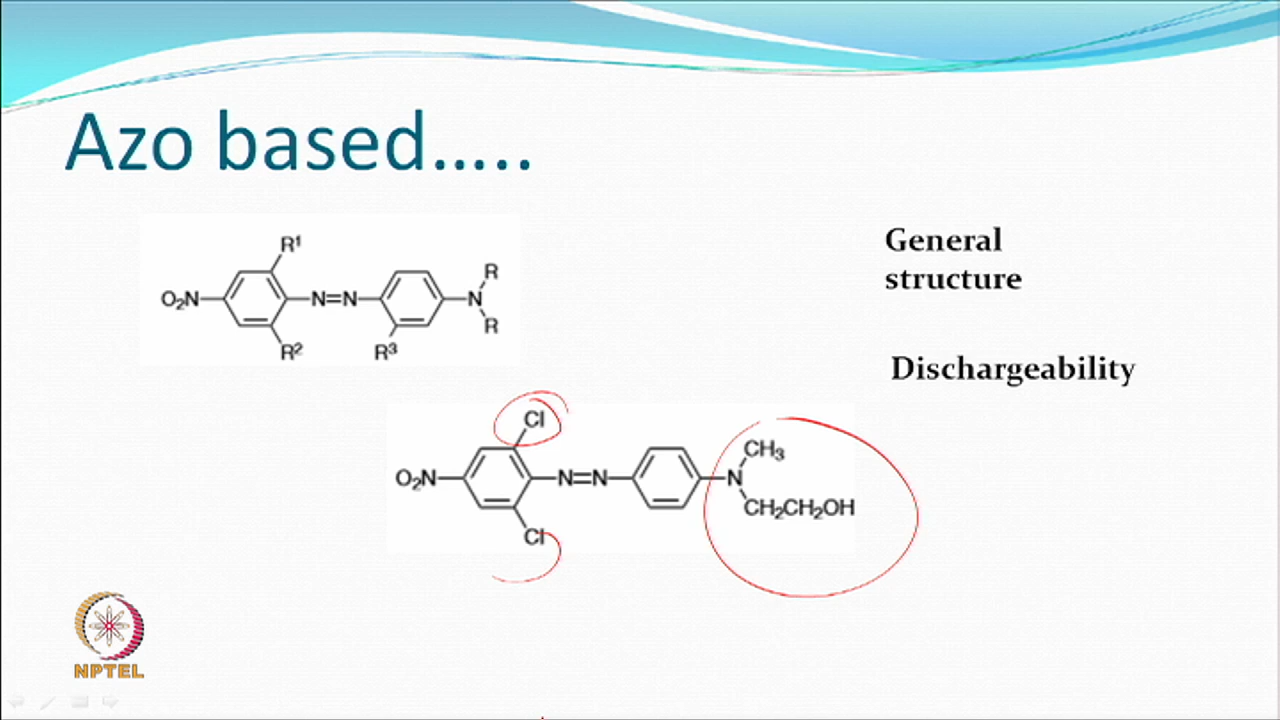 Azo based.....
General
structure
R¹
O₂N
N=N
N
R
R
R²
R³
Dischargeability
Cl
O₂N
N=N
N
CH₃
CH₂CH₂OH
Cl
NPTEL